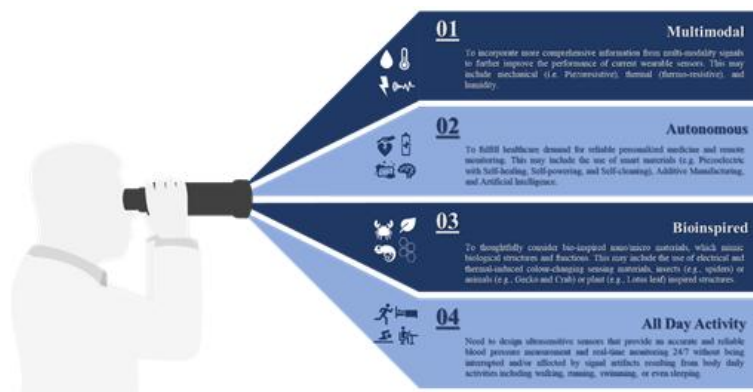 01
Multimodal
To incorporate more comprehensive information from multi-modality signals
to further improve the performance of current wearable sensors. This may
include mechanical (i.e. Piezoresistive), thermal (thermo-resistive), and
humidity.
02
Autonomous
To fulfill healthcare demand for reliable personalized medicine and remote
monitoring. This may include the use of smart materials (e.g. Piezoelectric
with Self-healing, Self-powering, and Self-cleaning), Additive Manufacturing,
and Artificial Intelligence.
03
Bioinspired
To thoughtfully consider bio-inspired nano/micro materials, which mimic
biological structures and functions. This may include the use of electrical and
thermal-induced colour-changing sensing materials, insects (e.g., spiders) or
animals (e.g., Gecko and Crab) or plant (e.g., Lotus leaf) inspired structures.
04
All Day Activity
Need to design ultrasensitive sensors that provide an accurate and reliable
blood pressure measurement and real-time monitoring 24/7 without being
interrupted and/or affected by signal artifacts resulting from body daily
activities including walking, running, swimming, or even sleeping.